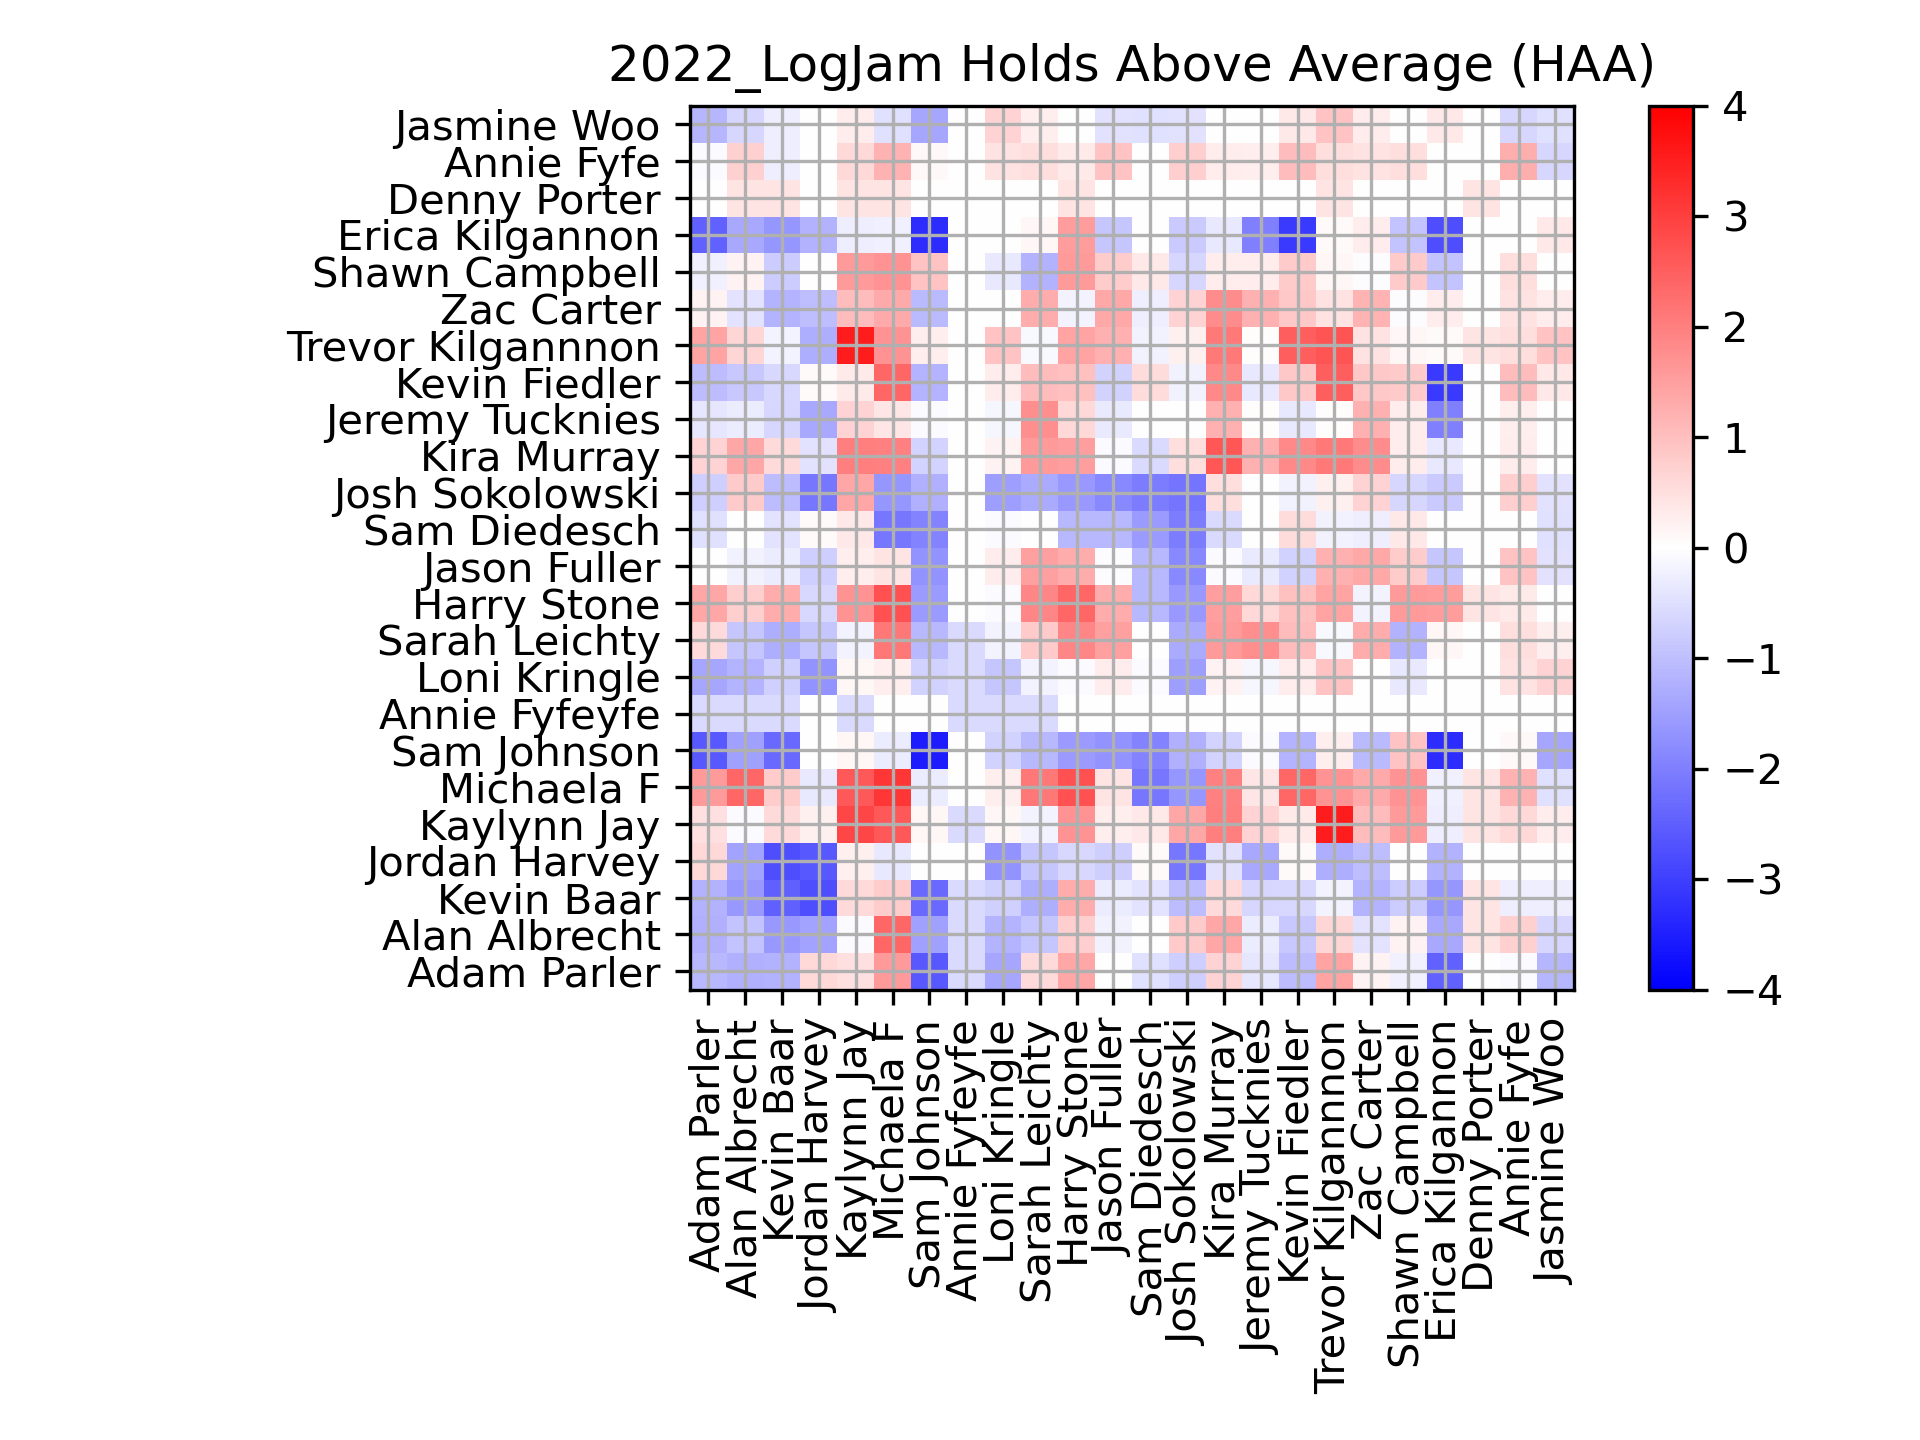 2022_LogJam Holds Above Average (HAA)
Jasmine Woo
Annie Fyfe
Denny Porter
Erica Kilgannon
Shawn Campbell
Zac Carter
Trevor Kilgannnon
Kevin Fiedler
Jeremy Tucknies
Kira Murray
Josh Sokolowski
Sam Diedesch
Jason Fuller
Harry Stone
Sarah Leichty
Loni Kringle
Annie Fyfeyfe
Sam Johnson
Michaela F
Kaylynn Jay
Jordan Harvey
Kevin Baar
Alan Albrecht
Adam Parler
Adam Parler
Alan Albrecht
Kevin Baar
Jordan Harvey
Kaylynn Jay
Michaela F
Sam Johnson
Annie Fyfeyfe
Loni Kringle
Sarah Leichty
Harry Stone
Jason Fuller
Sam Diedesch
Josh Sokolowski
Kira Murray
Jeremy Tucknies
Kevin Fiedler
Trevor Kilgannnon
Zac Carter
Shawn Campbell
Erica Kilgannon
Denny Porter
Annie Fyfe
Jasmine Woo
4
3
2
1
0
−1
−2
−3
−4